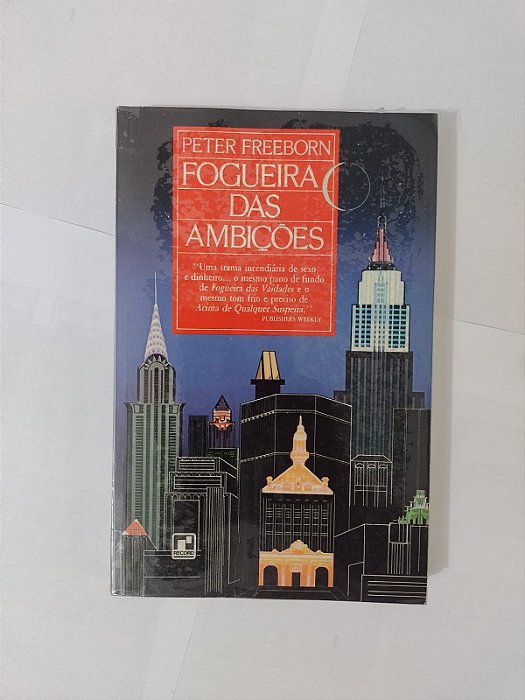 PETER FREEBORN
FOGUEIRA
DAS
AMBIÇÕES
"Uma trama incendiária de sexo
e dinheiro... o mesmo pano de fundo
de Fogueira das Vaidades e o
mesmo tom frio e preciso de
Acima de Qualquer Suspeita."
— PUBLISHERS WEEKLY
RECORD